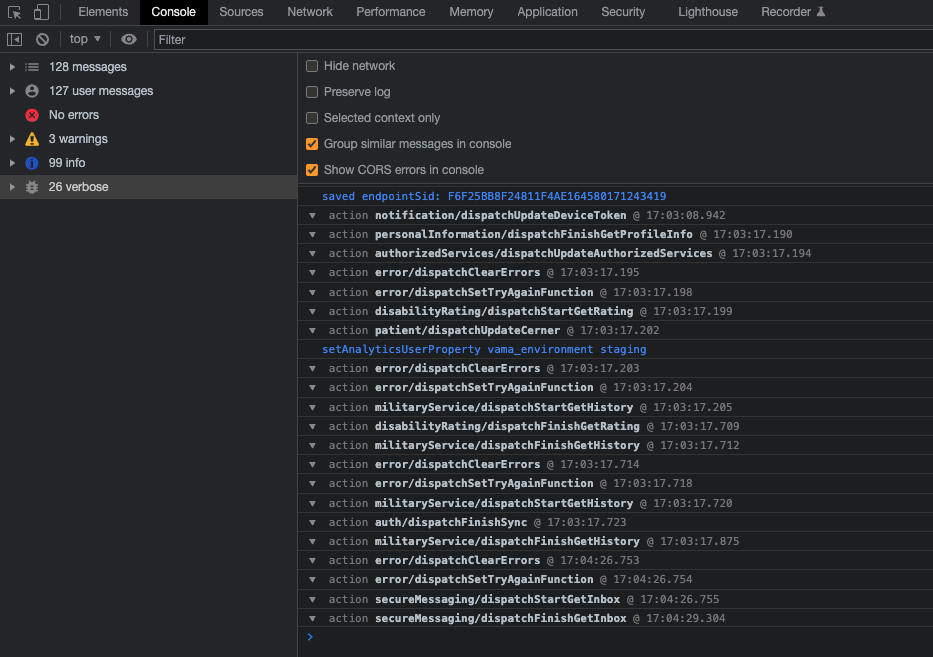 Elements Console Sources Network Performance Memory Application Security Lighthouse Recorder
top Filter
128 messages
127 user messages
No errors
3 warnings
99 info
26 verbose
Hide network
Preserve log
Selected context only
Group similar messages in console
Show CORS errors in console
saved endpointSid: F6F25BB8F24811F4AE164580171243419
action notification/dispatchUpdateDeviceToken @ 17:03:08.942
action personalInformation/dispatchFinishGetProfileInfo @ 17:03:17.190
action authorizedServices/dispatchUpdateAuthorizedServices @ 17:03:17.194
action error/dispatchClearErrors @ 17:03:17.195
action error/dispatchSetTryAgainFunction @ 17:03:17.198
action disabilityRating/dispatchStartGetRating @ 17:03:17.199
action patient/dispatchUpdateCerner @ 17:03:17.202
setAnalyticsUserProperty vama_environment staging
action error/dispatchClearErrors @ 17:03:17.203
action error/dispatchSetTryAgainFunction @ 17:03:17.204
action militaryService/dispatchStartGetHistory @ 17:03:17.205
action disabilityRating/dispatchFinishGetRating @ 17:03:17.709
action militaryService/dispatchFinishGetHistory @ 17:03:17.712
action error/dispatchClearErrors @ 17:03:17.714
action error/dispatchSetTryAgainFunction @ 17:03:17.718
action militaryService/dispatchStartGetHistory @ 17:03:17.720
action auth/dispatchFinishSync @ 17:03:17.723
action militaryService/dispatchFinishGetHistory @ 17:03:17.875
action error/dispatchClearErrors @ 17:04:26.753
action error/dispatchSetTryAgainFunction @ 17:04:26.754
action secureMessaging/dispatchStartGetInbox @ 17:04:26.755
action secureMessaging/dispatchFinishGetInbox @ 17:04:29.304